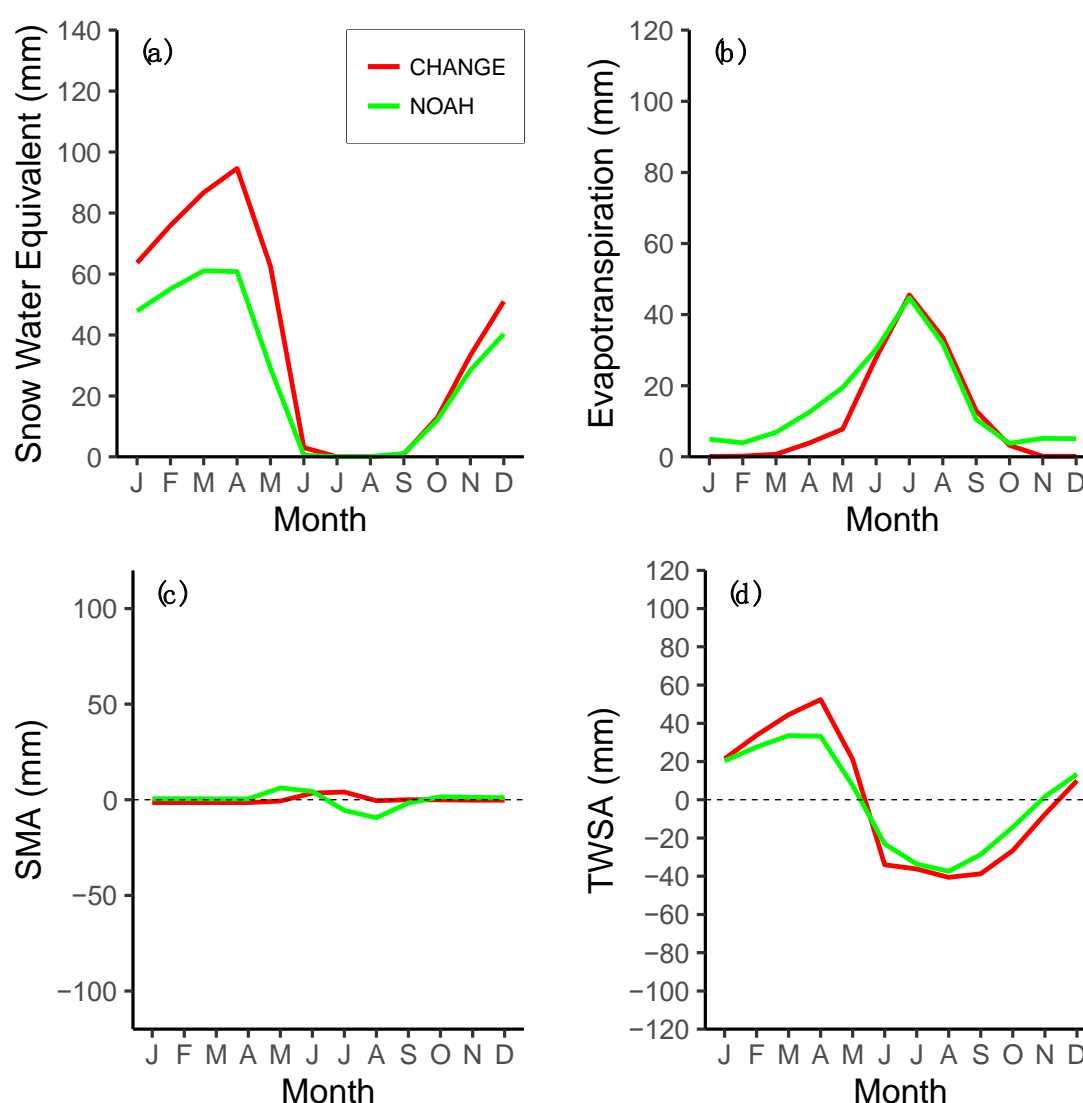 (a)
CHANGE
NOAH
Snow Water Equivalent (mm)
140
120
100
80
60
40
20
0
J F M A M J J A S O N D
Month
(b)
Evapotranspiration (mm)
120
100
80
60
40
20
0
J F M A M J J A S O N D
Month
(c)
SMA (mm)
100
50
0
−50
−100
J F M A M J J A S O N D
Month
(d)
TWSA (mm)
120
100
80
60
40
20
0
−20
−40
−60
−80
−100
−120
J F M A M J J A S O N D
Month